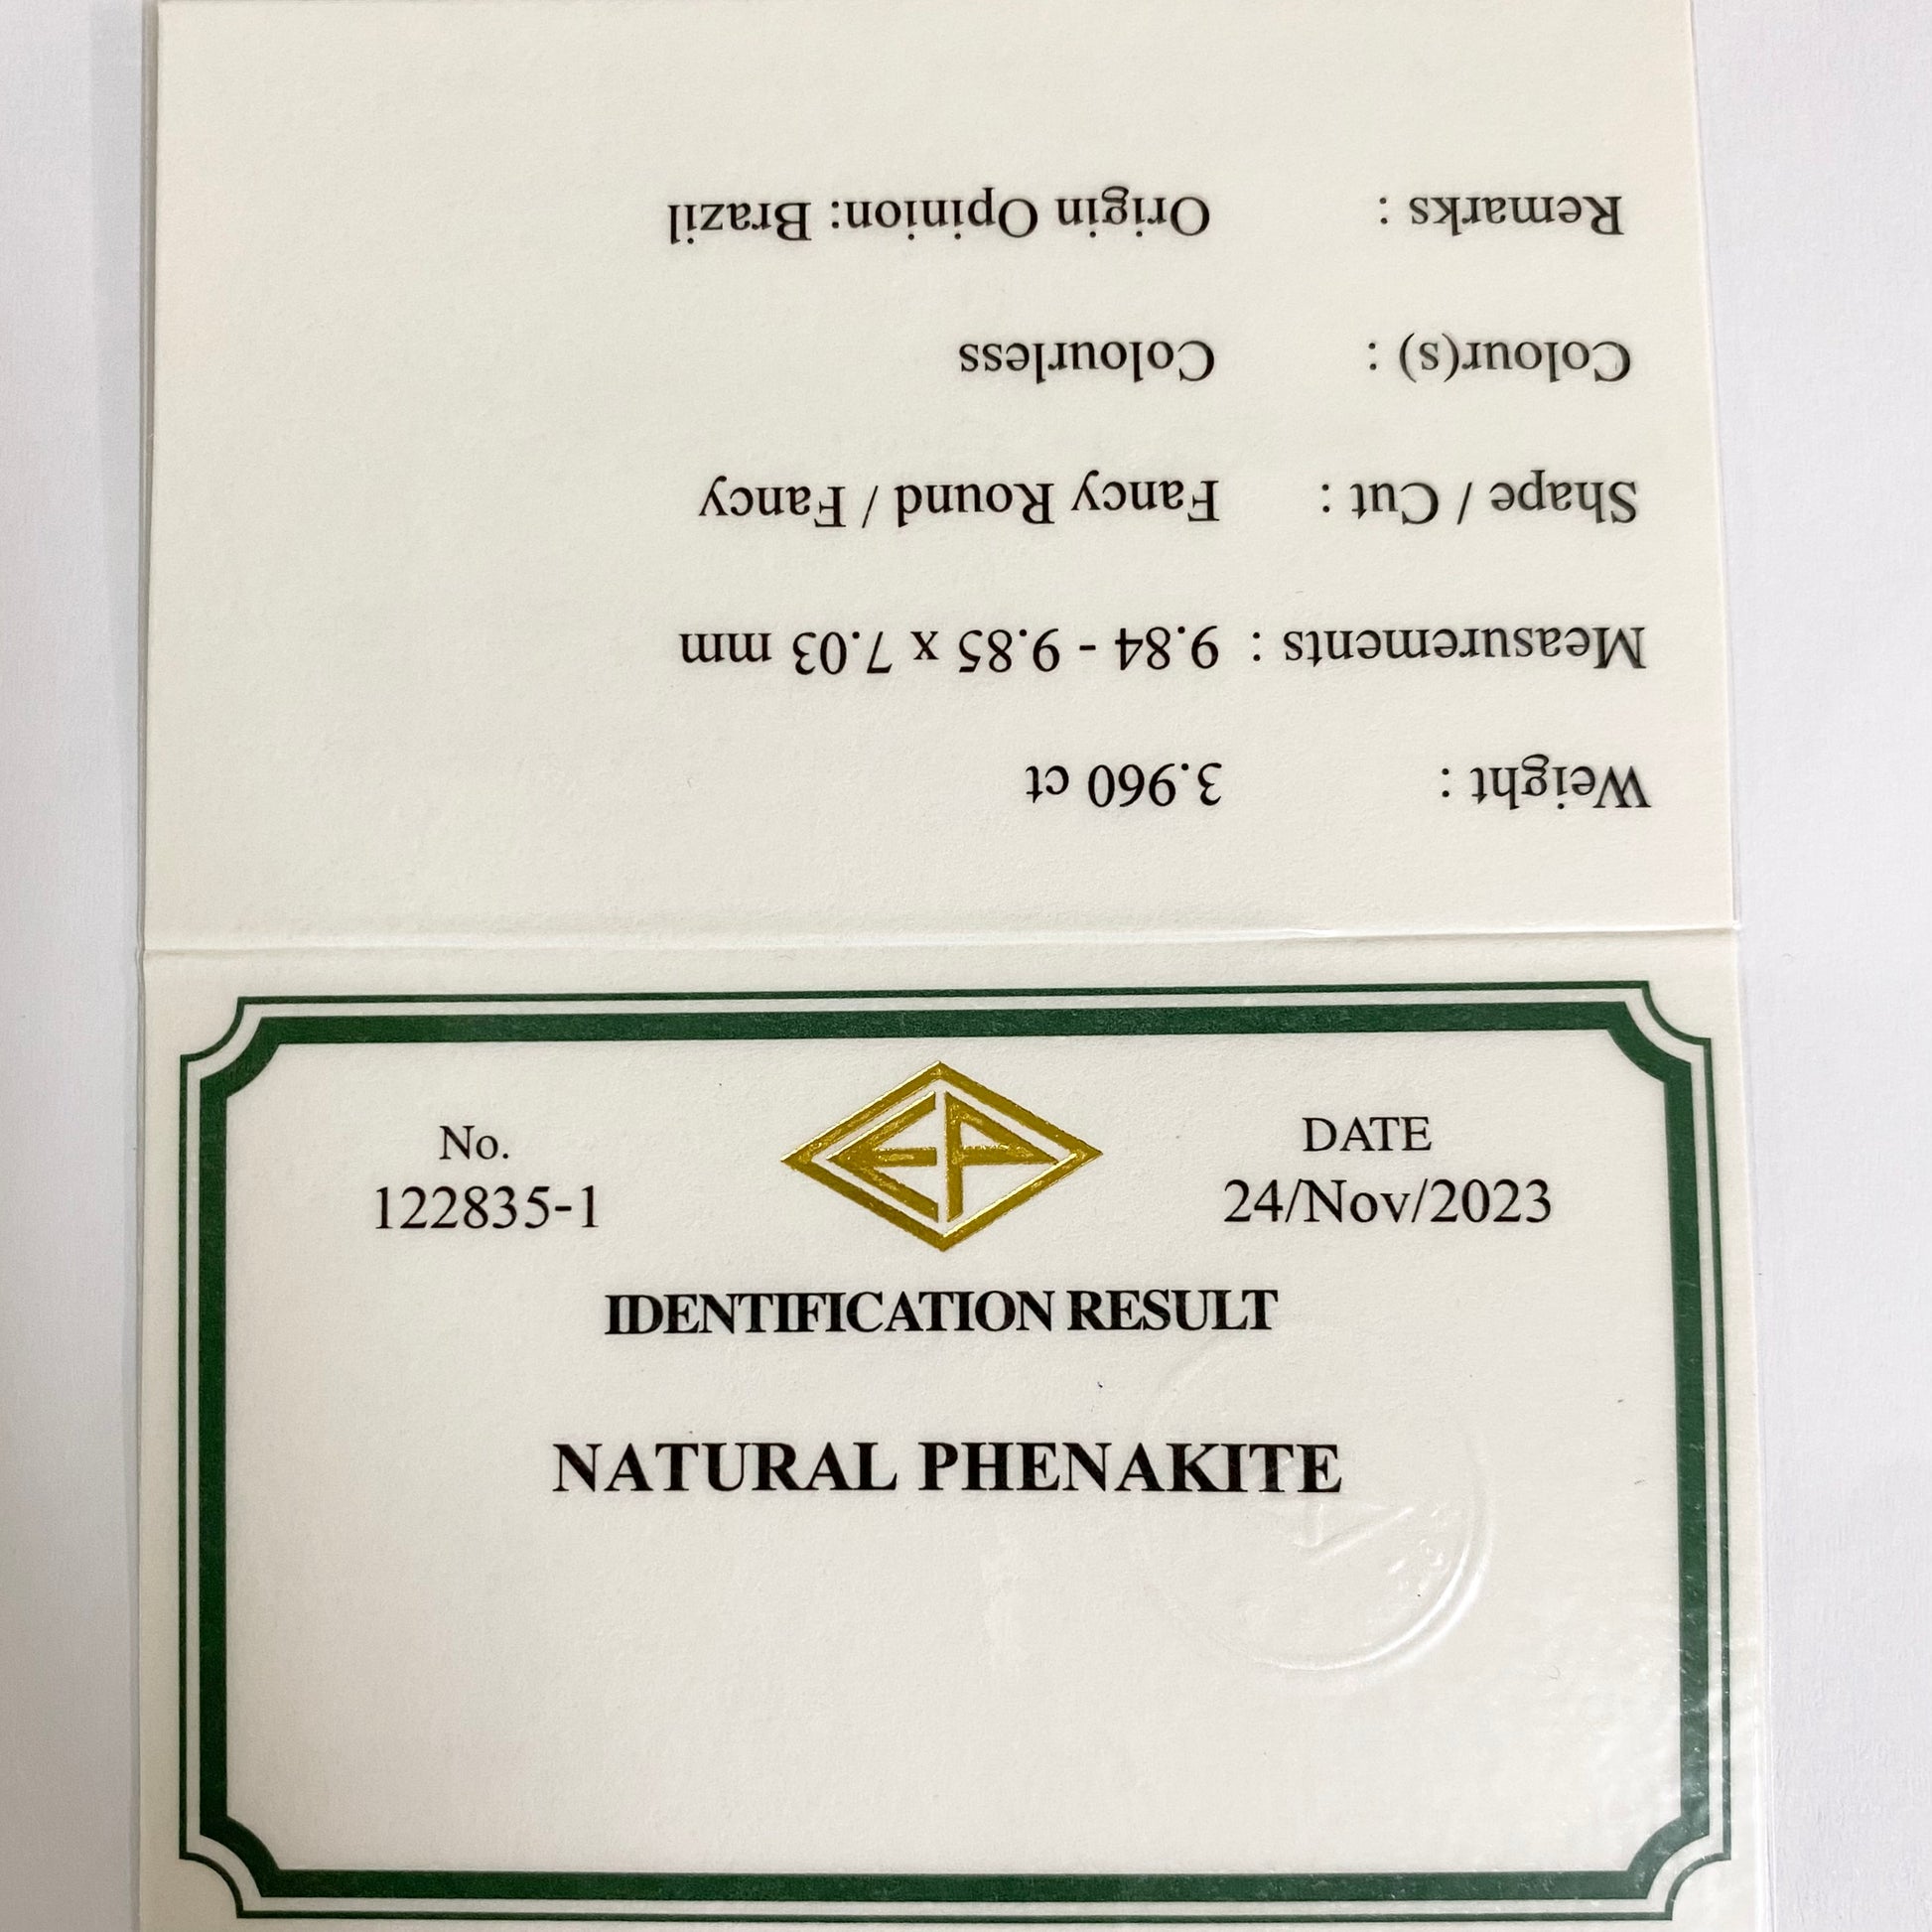 Weight : 3.960 ct
Measurements : 9.84 - 9.85 x 7.03 mm
Shape / Cut : Fancy Round / Fancy
Colour(s) : Colourless
Remarks : Origin Opinion: Brazil
No.
122835-1
EP
DATE
24/Nov/2023
IDENTIFICATION RESULT
NATURAL PHENAKITE